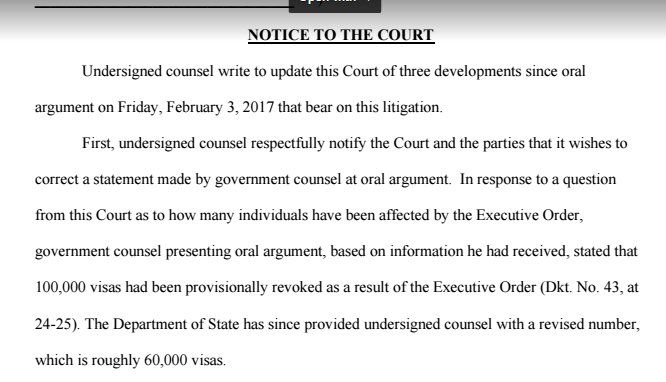 NOTICE TO THE COURT
Undersigned counsel write to update this Court of three developments since oral
argument on Friday, February 3, 2017 that bear on this litigation.
First, undersigned counsel respectfully notify the Court and the parties that it wishes to
correct a statement made by government counsel at oral argument.  In response to a question
from this Court as to how many individuals have been affected by the Executive Order,
government counsel presenting oral argument, based on information he had received, stated that
100,000 visas had been provisionally revoked as a result of the Executive Order (Dkt. No. 43, at
24-25). The Department of State has since provided undersigned counsel with a revised number,
which is roughly 60,000 visas.